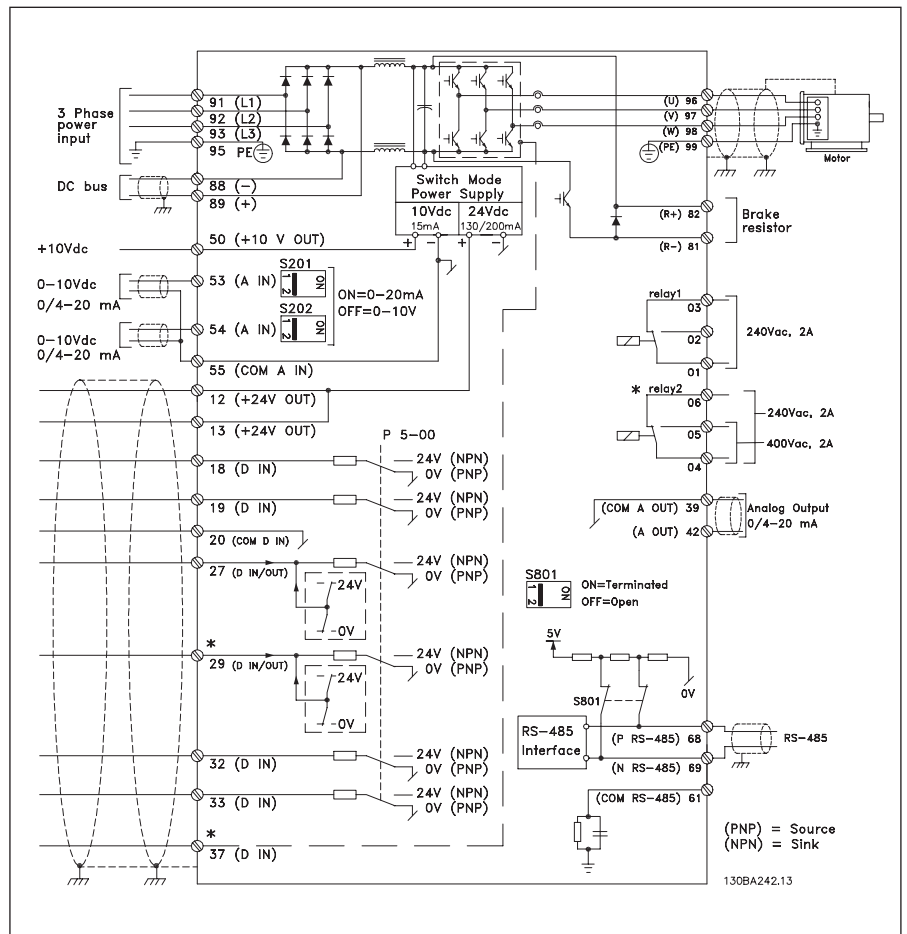 3 Phase
power
input
91 (L1)
92 (L2)
93 (L3)
95 PE
DC bus
88 (-)
89 (+)
+10Vdc
50 (+10 V OUT)
0-10Vdc
0/4-20 mA
53 (A IN)
S201
ON
1 2
0-10Vdc
0/4-20 mA
54 (A IN)
S202
ON
1 2
ON=0-20mA
OFF=0-10V
55 (COM A IN)
12 (+24V OUT)
13 (+24V OUT)
P 5-00
18 (D IN)
24V (NPN)
0V (PNP)
19 (D IN)
24V (NPN)
0V (PNP)
20 (COM D IN)
27 (D IN/OUT)
24V (NPN)
0V (PNP)
24V
0V
*
29 (D IN/OUT)
24V (NPN)
0V (PNP)
24V
0V
32 (D IN)
24V (NPN)
0V (PNP)
33 (D IN)
24V (NPN)
0V (PNP)
*
37 (D IN)
Switch Mode
Power Supply
10Vdc
15mA
24Vdc
130/200mA
+ - + -
(U) 96
(V) 97
(W) 98
(PE) 99
Motor
(R+) 82
(R-) 81
Brake
resistor
relay1
03
02
01
240Vac, 2A
* relay2
06
05
04
240Vac, 2A
400Vac, 2A
(COM A OUT) 39
(A OUT) 42
Analog Output
0/4-20 mA
S801
ON
1 2
ON=Terminated
OFF=Open
5V
0V
S801
RS-485
Interface
(P RS-485) 68
(N RS-485) 69
RS-485
(COM RS-485) 61
(PNP) = Source
(NPN) = Sink
130BA242.13